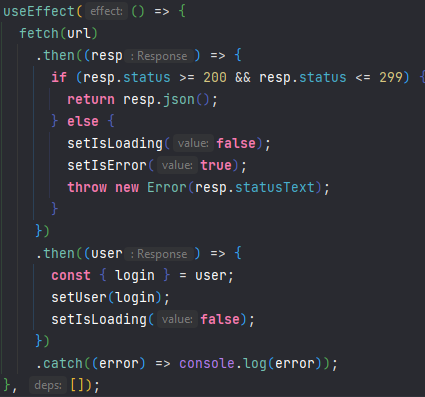 useEffect( effect: () => {
  fetch(url)
    .then((resp : Response ) => {
      if (resp.status >= 200 && resp.status <= 299) {
        return resp.json();
      } else {
        setIsLoading( value: false);
        setIsError( value: true);
        throw new Error(resp.statusText);
      }
    })
    .then((user : Response ) => {
      const { login } = user;
      setUser(login);
      setIsLoading( value: false);
    })
    .catch((error) => console.log(error));
}, deps: []);